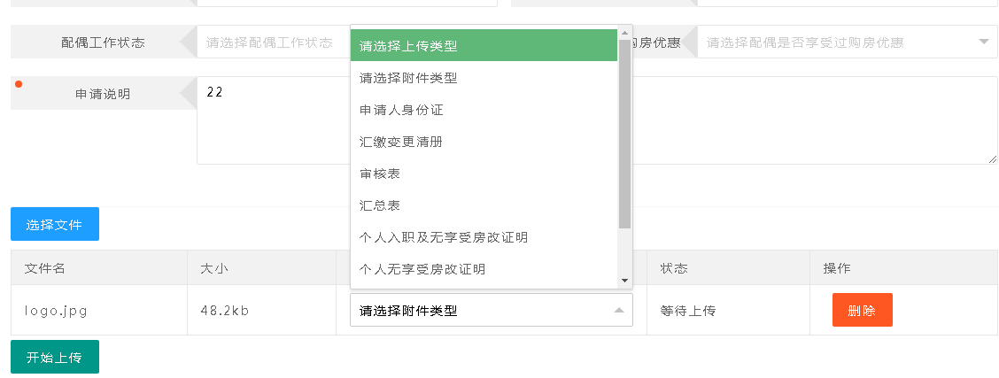 配偶工作状态
请选择配偶工作状态
购房优惠
请选择配偶是否享受过购房优惠
请选择上传类型
请选择附件类型
申请说明
22
申请人身份证
汇缴变更清册
审核表
汇总表
选择文件
个人入职及无享受房改证明
文件名
大小
个人无享受房改证明
状态
操作
logo.jpg
48.2kb
请选择附件类型
等待上传
删除
开始上传